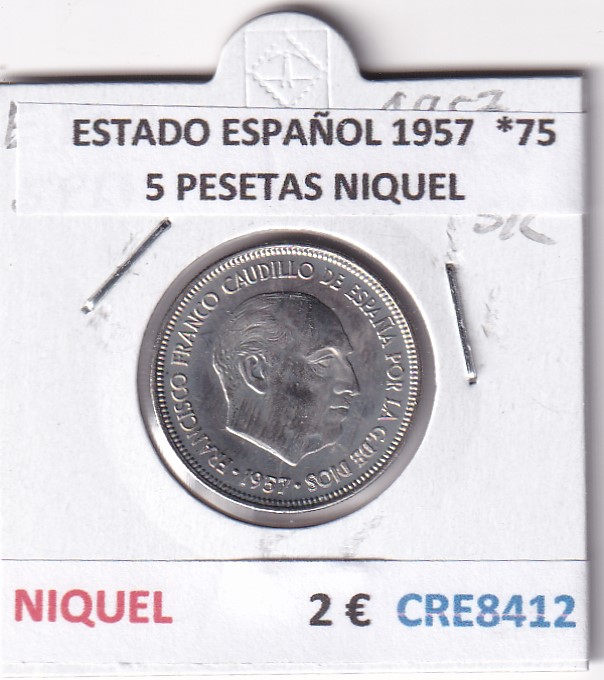 ESTADO ESPAÑOL 1957 *75
5 PESETAS NIQUEL
FRANCISCO FRANCO CAUDILLO DE ESPAÑA POR LA G. DE DIOS
· 1957 ·
NIQUEL 2 € CRE8412